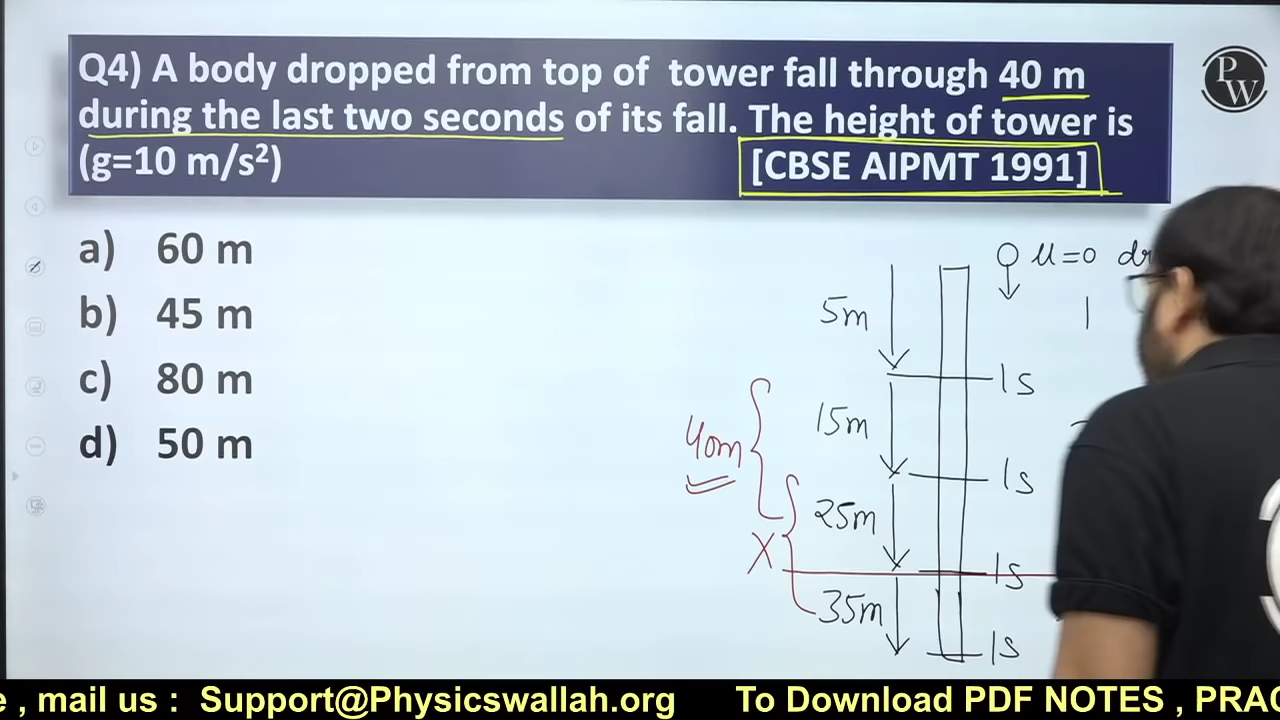 Q4) A body dropped from top of tower fall through 40 m
during the last two seconds of its fall. The height of tower is
(g=10 m/s²) [CBSE AIPMT 1991]
P
W
a) 60 m
b) 45 m
c) 80 m
d) 50 m
u=0 dr
5m
1
1s
15m
40m
1s
25m
X
1s
35m
1s
, mail us : Support@Physicswallah.org To Download PDF NOTES , PRAC